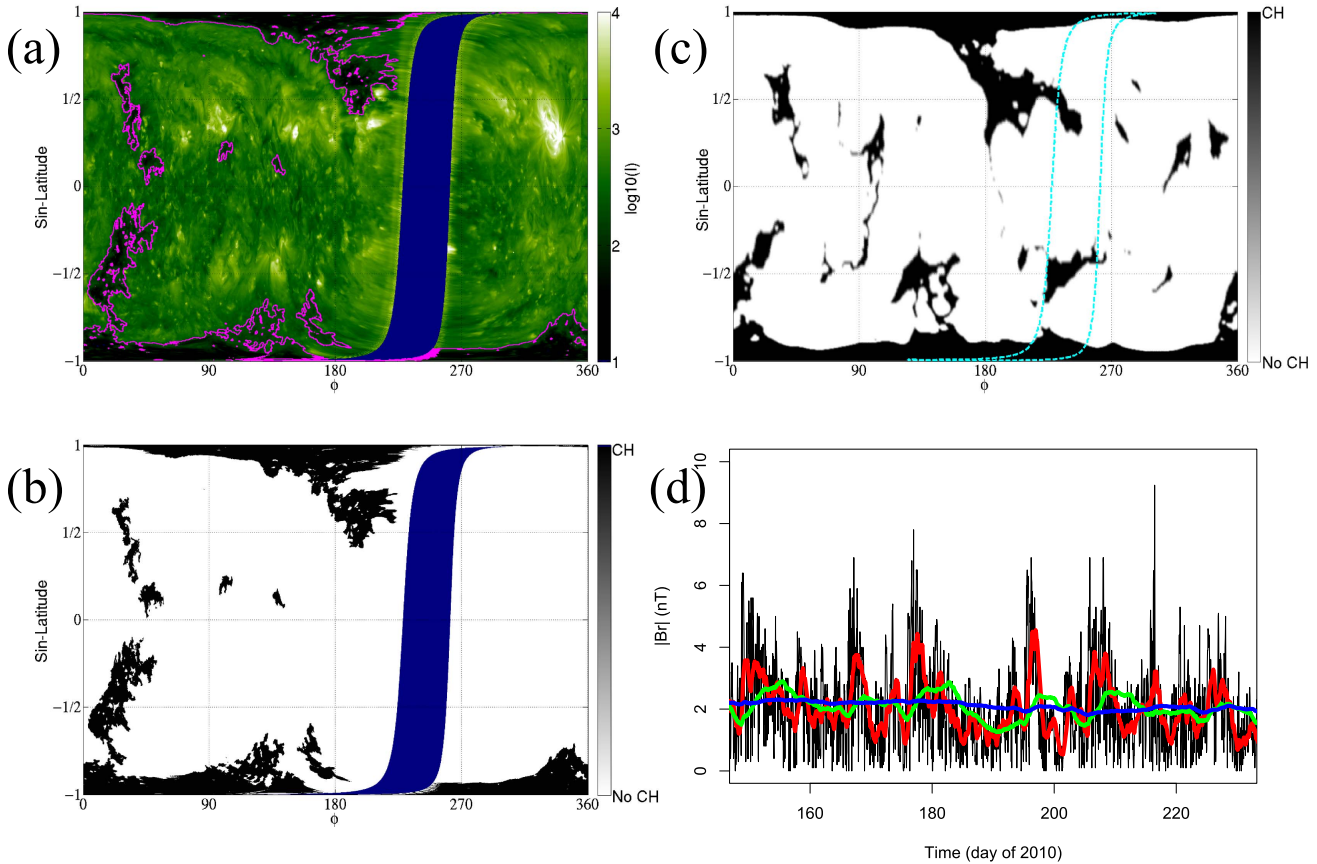 (a)
1
1/2
0
−1/2
−1
Sin-Latitude
0
90
180
270
360
ϕ
4
3
2
1
log10(I)
(c)
1
1/2
0
−1/2
−1
Sin-Latitude
0
90
180
270
360
ϕ
CH
No CH
(b)
1
1/2
0
−1/2
−1
Sin-Latitude
0
90
180
270
360
ϕ
CH
No CH
(d)
10
8
6
4
2
0
|Br| (nT)
160
180
200
220
Time (day of 2010)